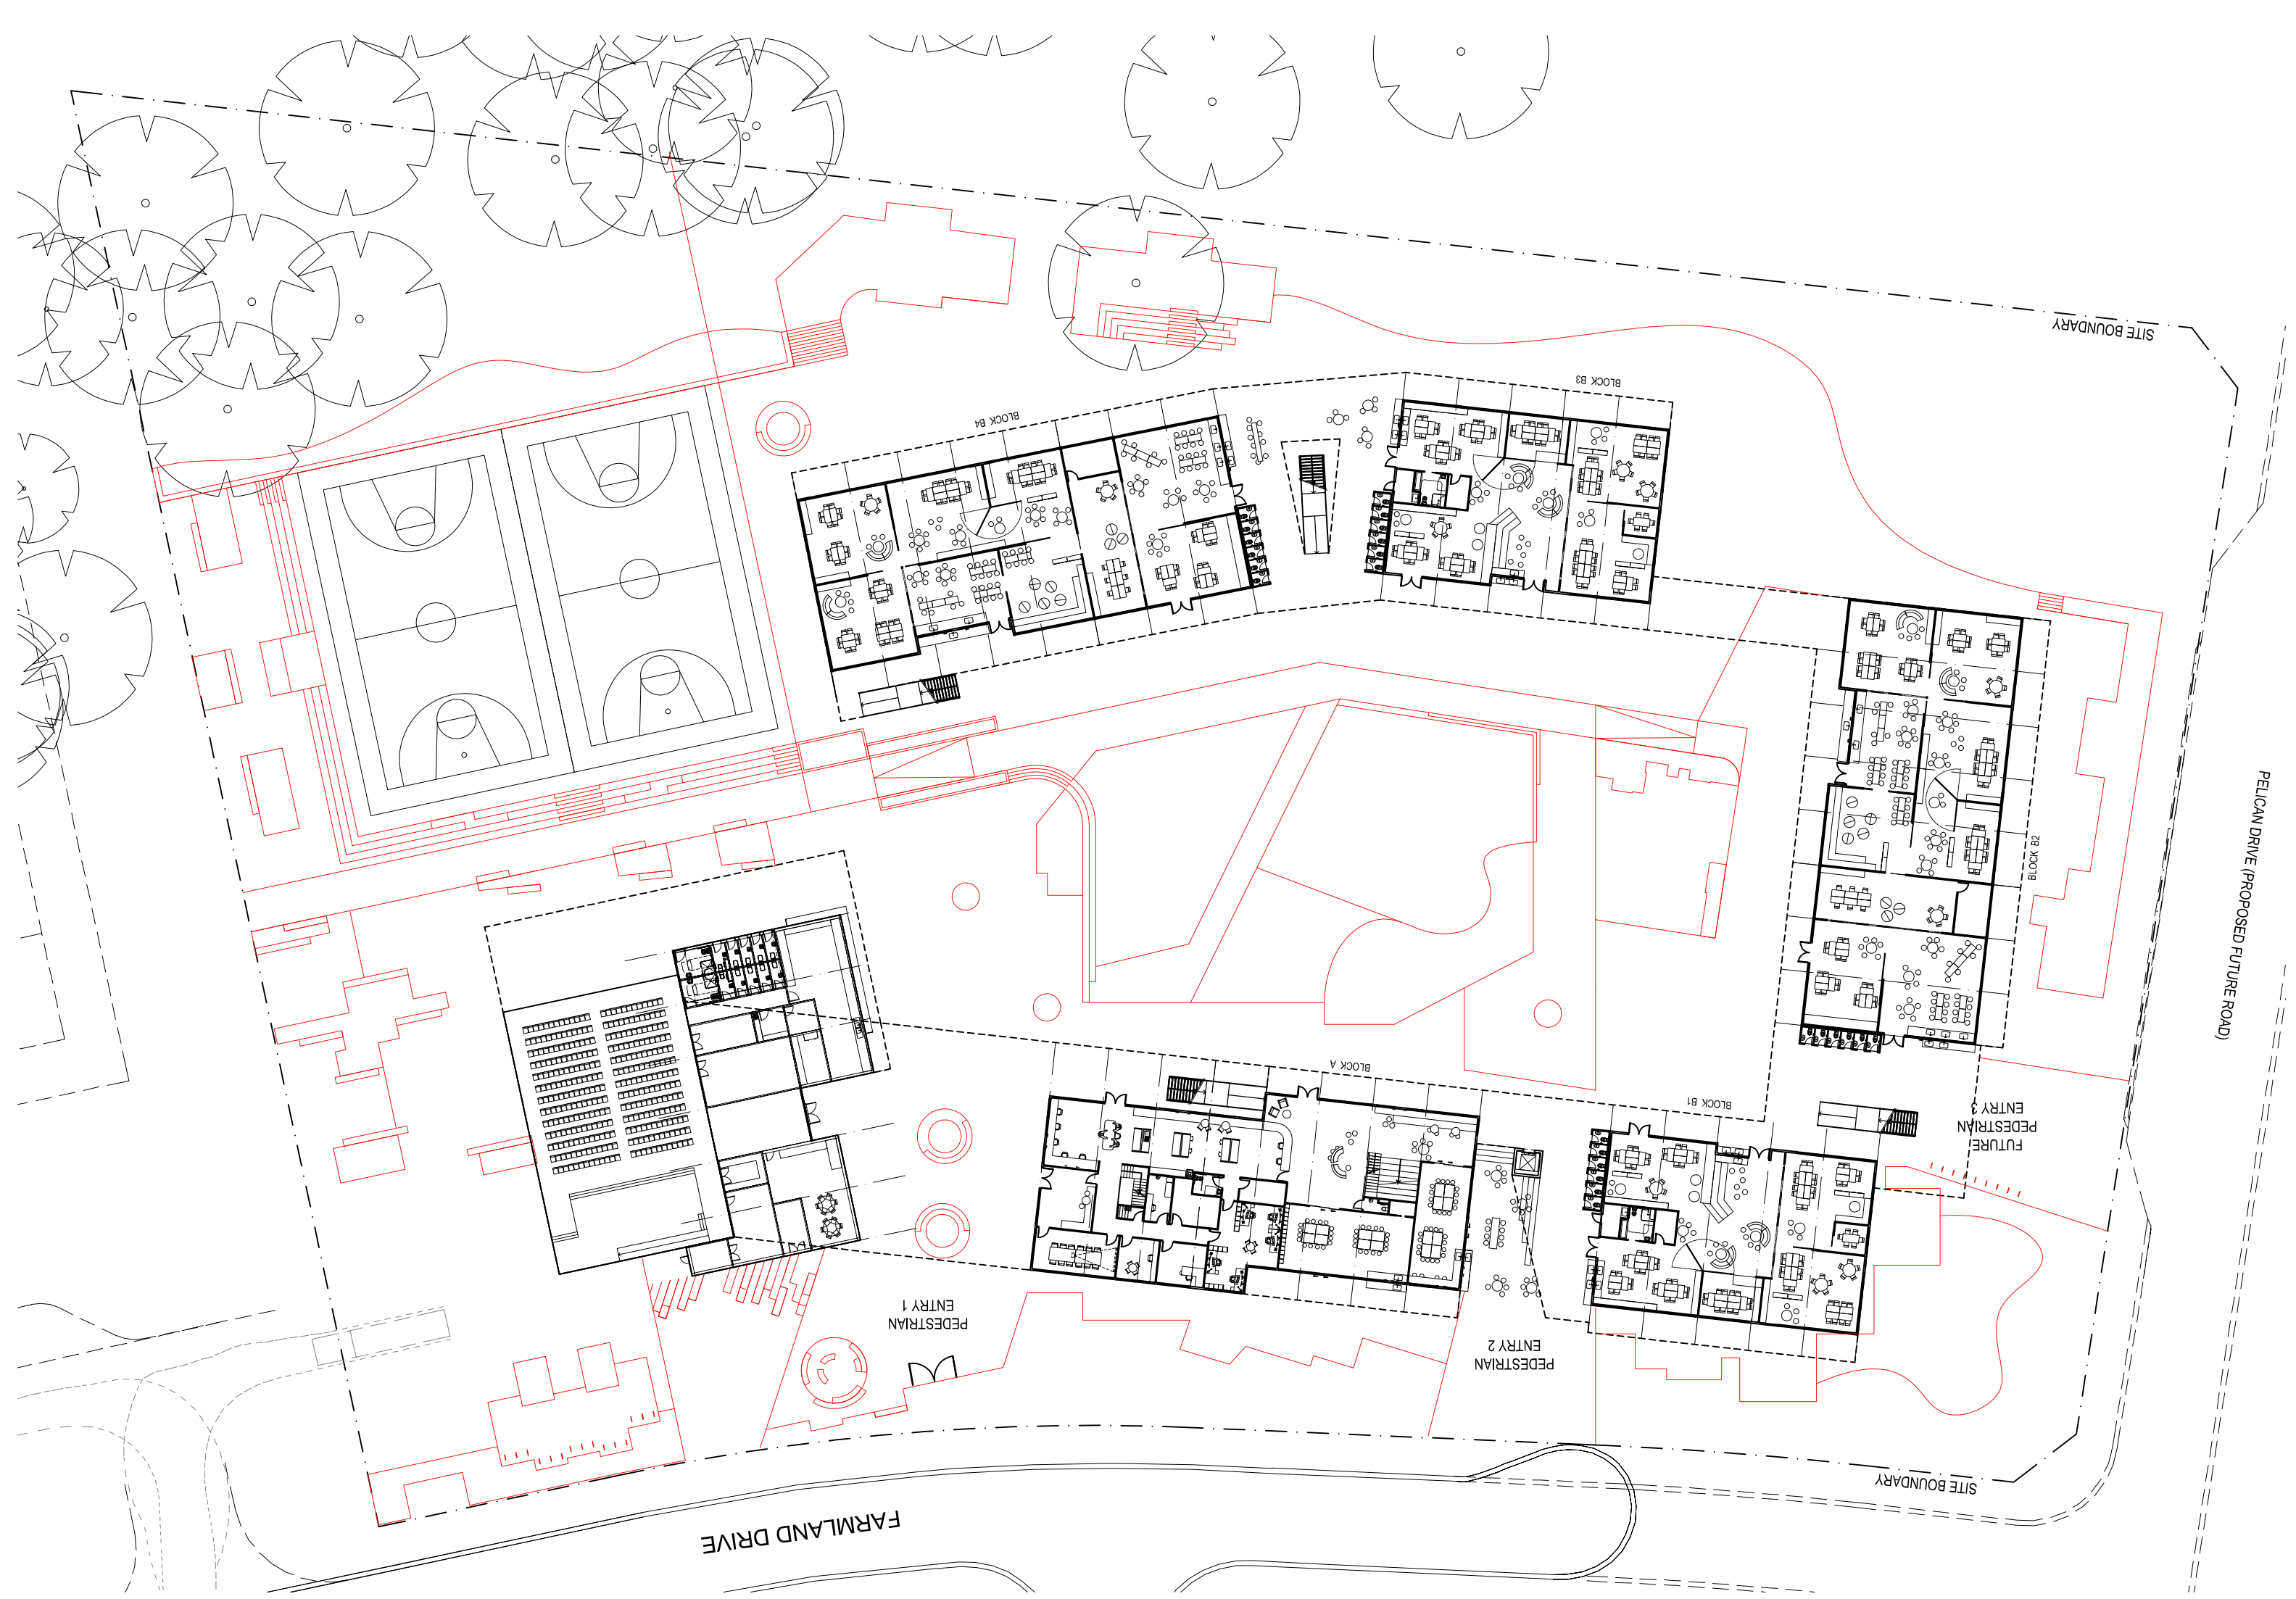 SITE BOUNDARY
BLOCK B3
BLOCK B4
PELICAN DRIVE (PROPOSED FUTURE ROAD)
BLOCK B2
BLOCK A
BLOCK B1
FUTURE
PEDESTRIAN
ENTRY 3
PEDESTRIAN
ENTRY 1
PEDESTRIAN
ENTRY 2
SITE BOUNDARY
FARMLAND DRIVE